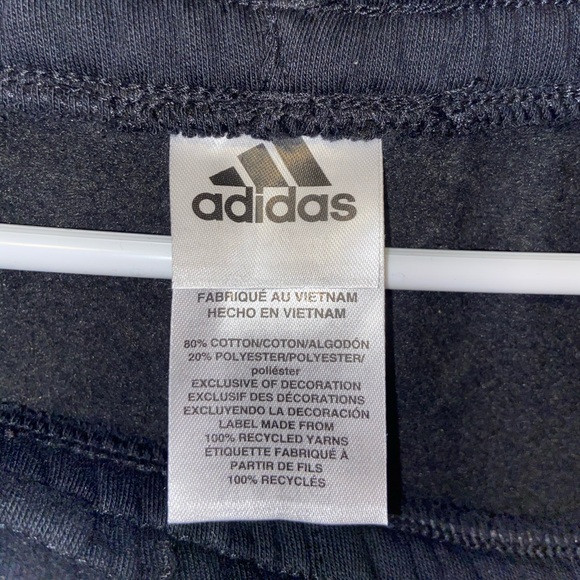 adidas
FABRIQUÉ AU VIETNAM
HECHO EN VIETNAM
80% COTTON/COTON/ALGODÓN
20% POLYESTER/POLYESTER/
poliéster
EXCLUSIVE OF DECORATION
EXCLUSIF DES DÉCORATIONS
EXCLUYENDO LA DECORACIÓN
LABEL MADE FROM
100% RECYCLED YARNS
ÉTIQUETTE FABRIQUÉ À
PARTIR DE FILS
100% RECYCLÉS